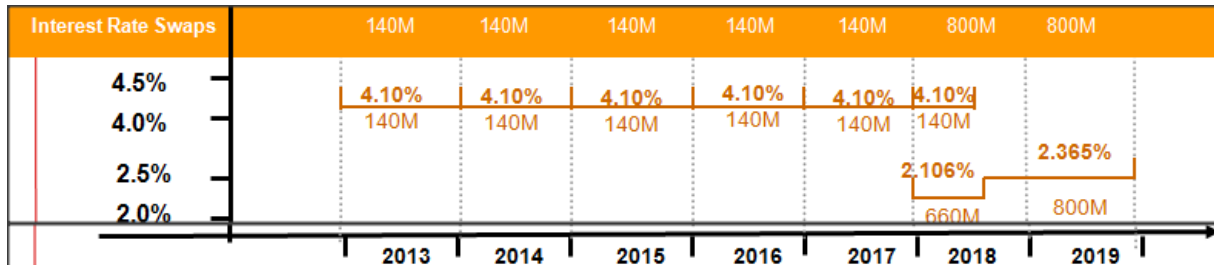 Interest Rate Swaps 140M 140M 140M 140M 140M 800M 800M
4.5%
4.10% 4.10% 4.10% 4.10% 4.10% 4.10%
4.0% 140M 140M 140M 140M 140M 140M
2.365%
2.5% 2.106%
2.0% 660M 800M
2013 2014 2015 2016 2017 2018 2019